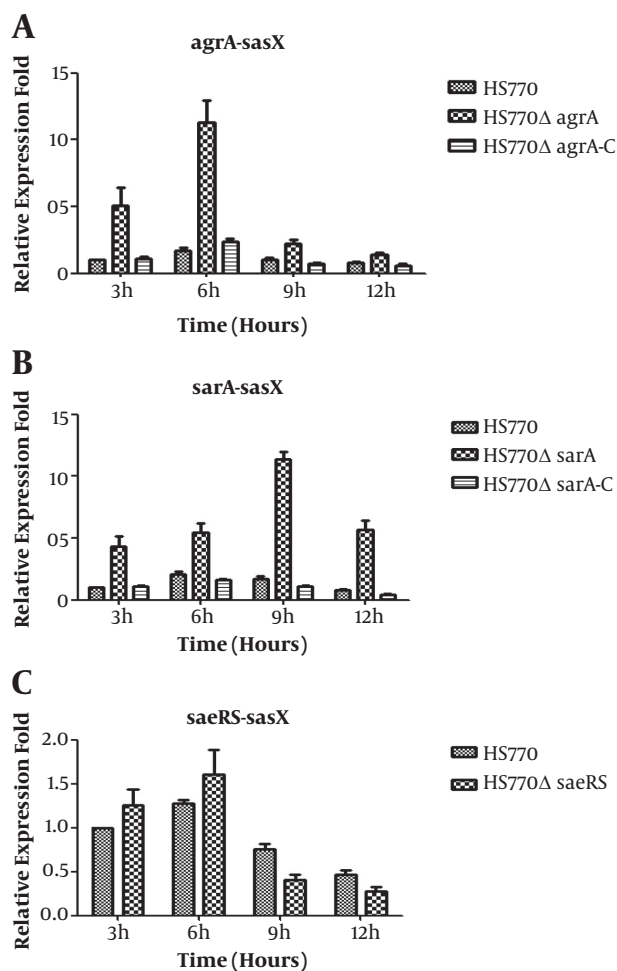 A
agrA-sasX
Relative Expression Fold
15
10
05
0
3h 6h 9h 12h
Time (Hours)
HS770
HS770Δ agrA
HS770Δ agrA-C
B
sarA-sasX
Relative Expression Fold
15
10
05
0
3h 6h 9h 12h
Time (Hours)
HS770
HS770Δ sarA
HS770Δ sarA-C
C
saeRS-sasX
Relative Expression Fold
2.0
1.5
1.0
0.5
0.0
3h 6h 9h 12h
Time (Hours)
HS770
HS770Δ saeRS